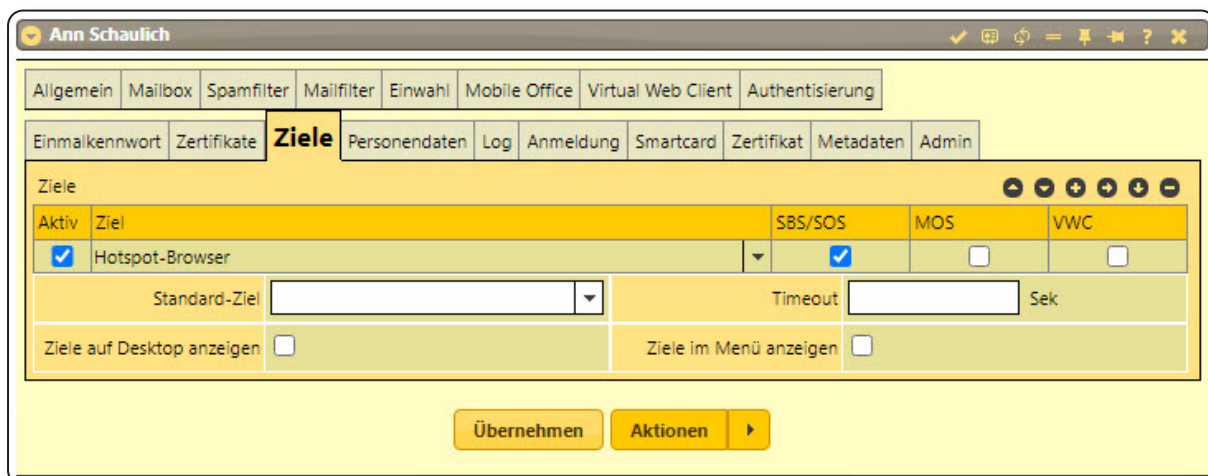 Ann Schaulich
Allgemein Mailbox Spamfilter Mailfilter Einwahl Mobile Office Virtual Web Client Authentisierung
Einmalkennwort Zertifikate Ziele Personendaten Log Anmeldung Smartcard Zertifikat Metadaten Admin
Ziele
Aktiv Ziel SBS/SOS MOS VWC
Hotspot-Browser
Standard-Ziel Timeout Sek
Ziele auf Desktop anzeigen Ziele im Menü anzeigen
Übernehmen Aktionen